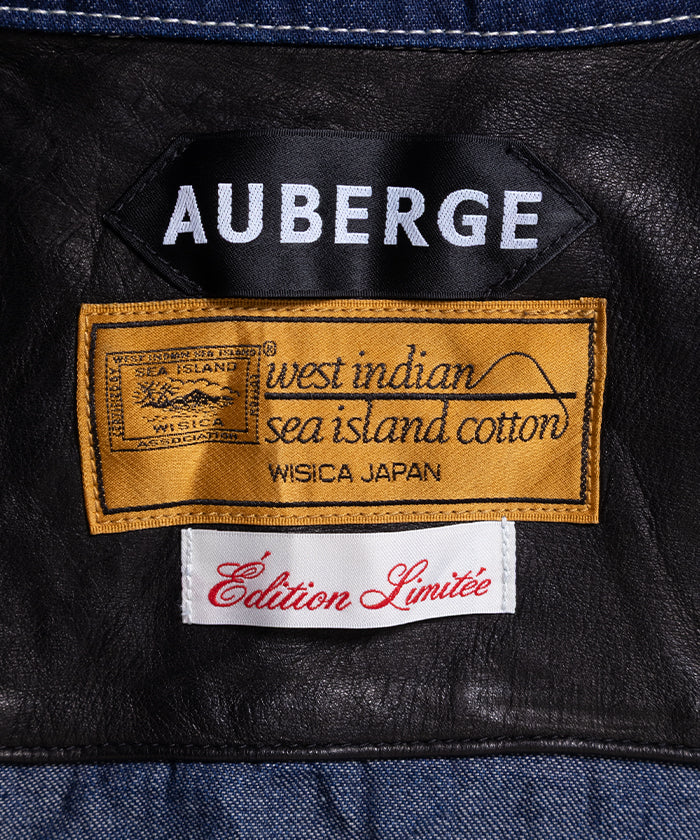 AUBERGE
WEST INDIAN SEA ISLAND
SEA ISLAND
WISICA
ASSOCIATION
®
west indian
sea island cotton
WISICA JAPAN
Édition Limitée